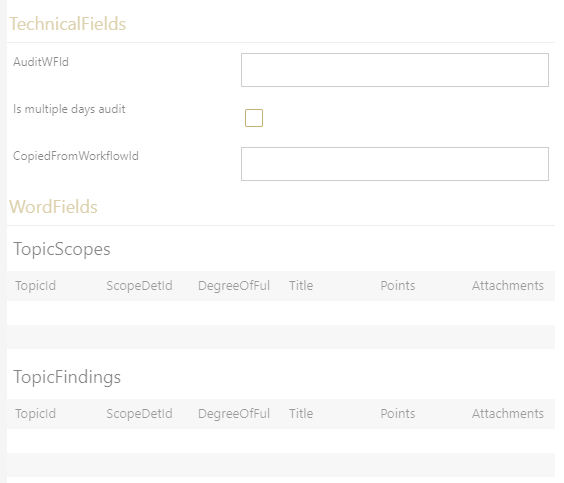 TechnicalFields
AuditWFId
Is multiple days audit
CopiedFromWorkflowId
WordFields
TopicScopes
TopicId ScopeDetId DegreeOfFul Title Points Attachments
TopicFindings
TopicId ScopeDetId DegreeOfFul Title Points Attachments